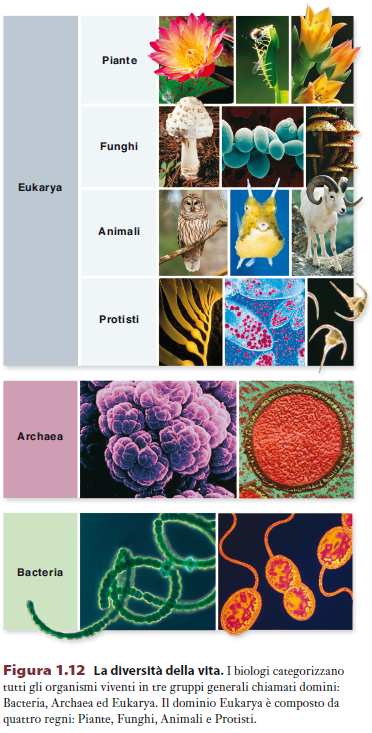 Piante
Funghi
Eukarya
Animali
Protisti
Archaea
Bacteria
Figura 1.12 La diversità della vita. I biologi categorizzano
tutti gli organismi viventi in tre gruppi generali chiamati domini:
Bacteria, Archaea ed Eukarya. Il dominio Eukarya è composto da
quattro regni: Piante, Funghi, Animali e Protisti.